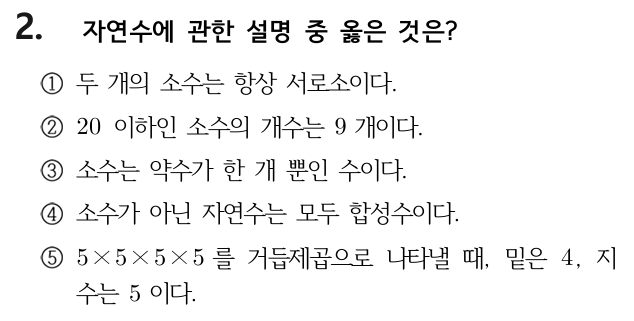 2. 자연수에 관한 설명 중 옳은 것은?
① 두 개의 소수는 항상 서로소이다.
② 20 이하인 소수의 개수는 9 개이다.
③ 소수는 약수가 한 개 뿐인 수이다.
④ 소수가 아닌 자연수는 모두 합성수이다.
⑤ 5×5×5×5 를 거듭제곱으로 나타낼 때, 밑은 4, 지
수는 5 이다.